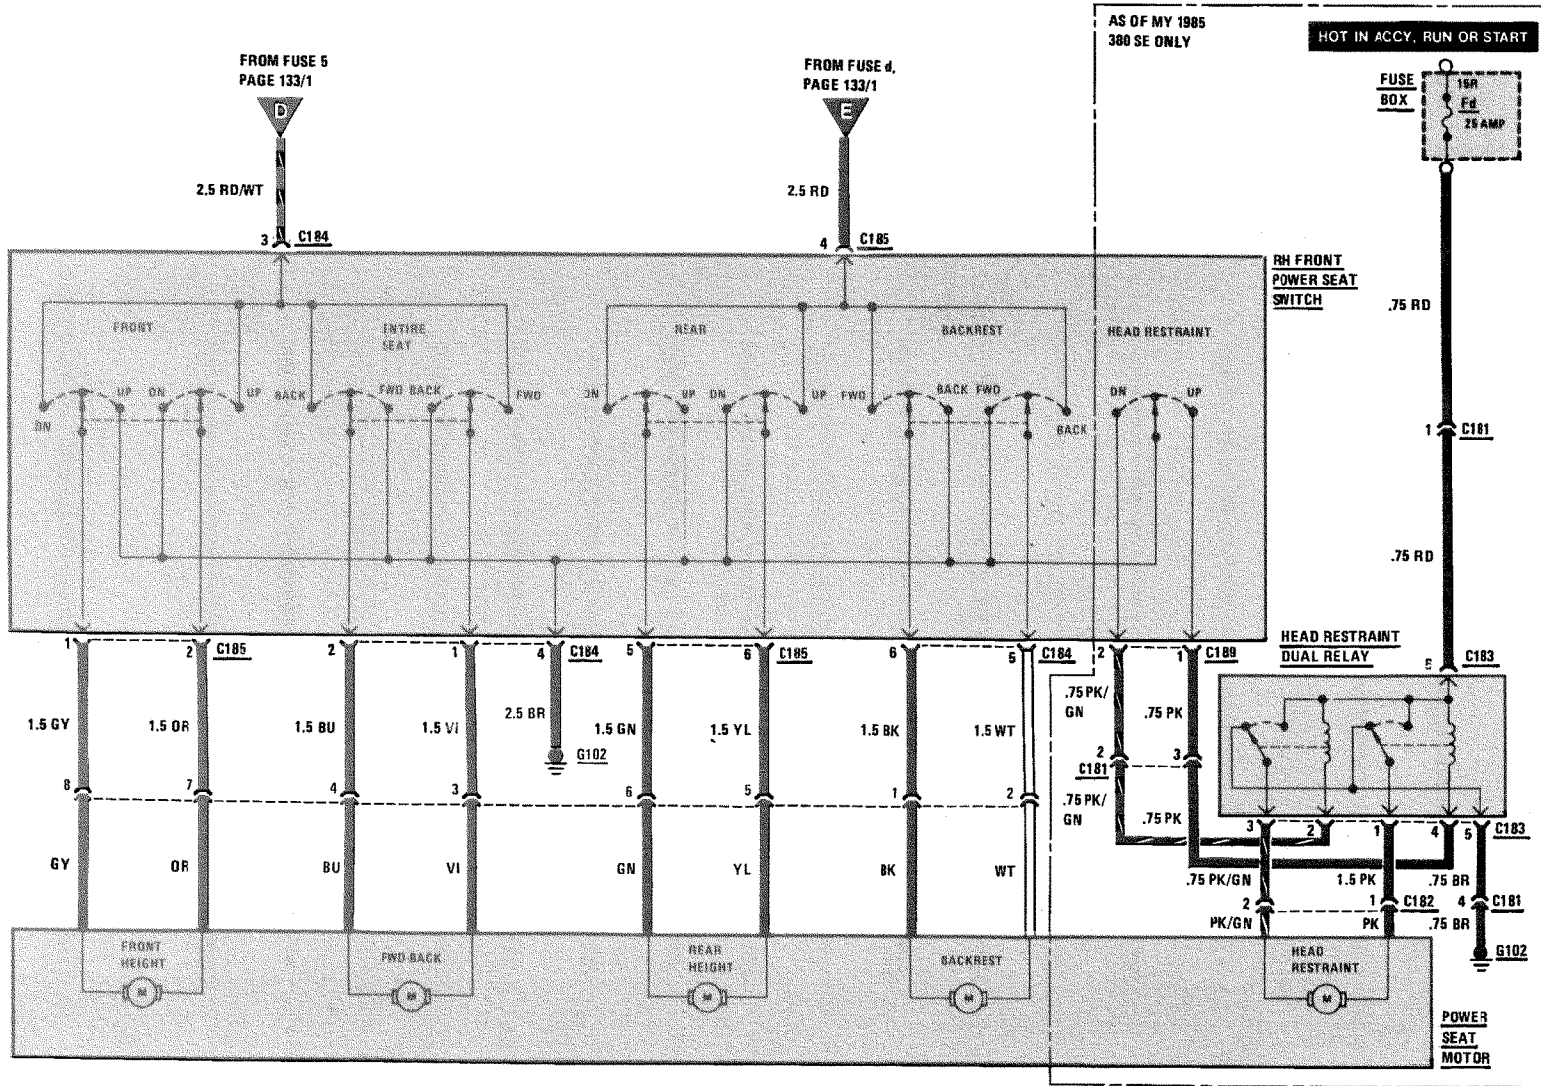 AS OF MY 1985
380 SE ONLY
HOT IN ACCY, RUN OR START
FROM FUSE 5
PAGE 133/1
D
FROM FUSE d,
PAGE 133/1
E
FUSE
BOX
15R
Fd
25 AMP
2.5 RD/WT
2.5 RD
3 C184
4 C185
RH FRONT
POWER SEAT
SWITCH
.75 RD
FRONT
ENTIRE
SEAT
REAR
BACKREST
HEAD RESTRAINT
DN UP DN UP
BACK FWD BACK FWD
DN UP DN UP
FWD BACK FWD BACK
DN UP
1 C181
.75 RD
1 2 C185 2 1 4 C184 5 6 C185 6 5 C184 2 1 C189
HEAD RESTRAINT
DUAL RELAY
C183
1.5 GY 1.5 OR 1.5 BU 1.5 VI 2.5 BR 1.5 GN 1.5 YL 1.5 BK 1.5 WT
.75 PK/
GN
.75 PK
G102
2 3
C181
8 7 4 3 6 5 1 2
.75 PK/
GN
.75 PK
3 2 1 4 5 C183
GY OR BU VI GN YL BK WT
.75 PK/GN 1.5 PK .75 BR
2 1 C182 4 C181
PK/GN PK .75 BR
G102
FRONT
HEIGHT
M
FWD-BACK
M
REAR
HEIGHT
M
BACKREST
M
HEAD
RESTRAINT
M
POWER
SEAT
MOTOR